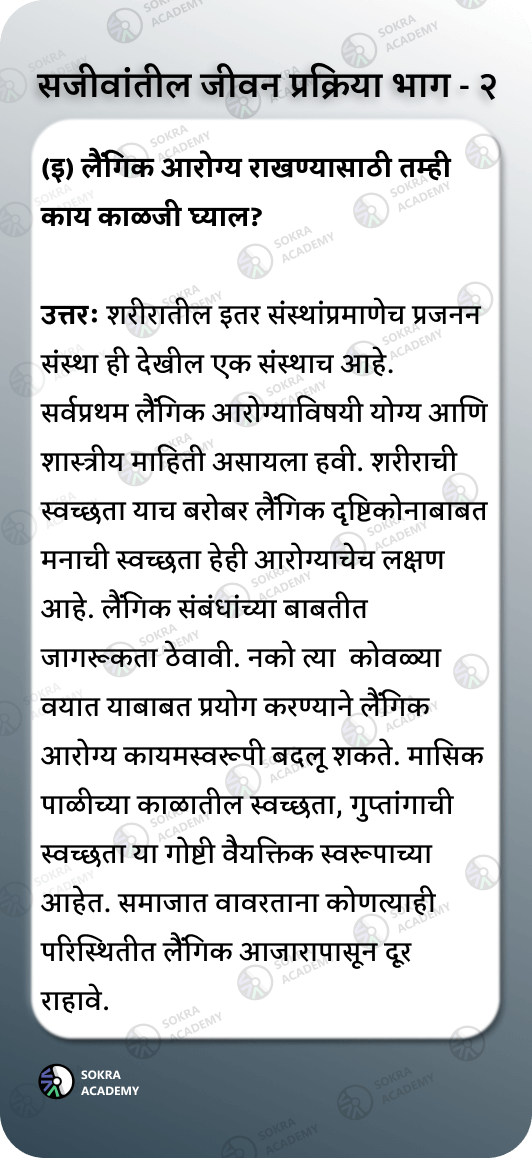 सजीवांतील जीवन प्रक्रिया भाग - २
(इ) लैंगिक आरोग्य राखण्यासाठी तम्ही
काय काळजी घ्याल?
उत्तरः शरीरातील इतर संस्थांप्रमाणेच प्रजनन
संस्था ही देखील एक संस्थाच आहे.
सर्वप्रथम लैंगिक आरोग्याविषयी योग्य आणि
शास्त्रीय माहिती असायला हवी. शरीराची
स्वच्छता याच बरोबर लैंगिक दृष्टिकोनाबाबत
मनाची स्वच्छता हेही आरोग्याचेच लक्षण
आहे. लैंगिक संबंधांच्या बाबतीत
जागरूकता ठेवावी. नको त्या कोवळ्या
वयात याबाबत प्रयोग करण्याने लैंगिक
आरोग्य कायमस्वरूपी बदलू शकते. मासिक
पाळीच्या काळातील स्वच्छता, गुप्तांगाची
स्वच्छता या गोष्टी वैयक्तिक स्वरूपाच्या
आहेत. समाजात वावरताना कोणत्याही
परिस्थितीत लैंगिक आजारापासून दूर
राहावे.
SOKRA
ACADEMY